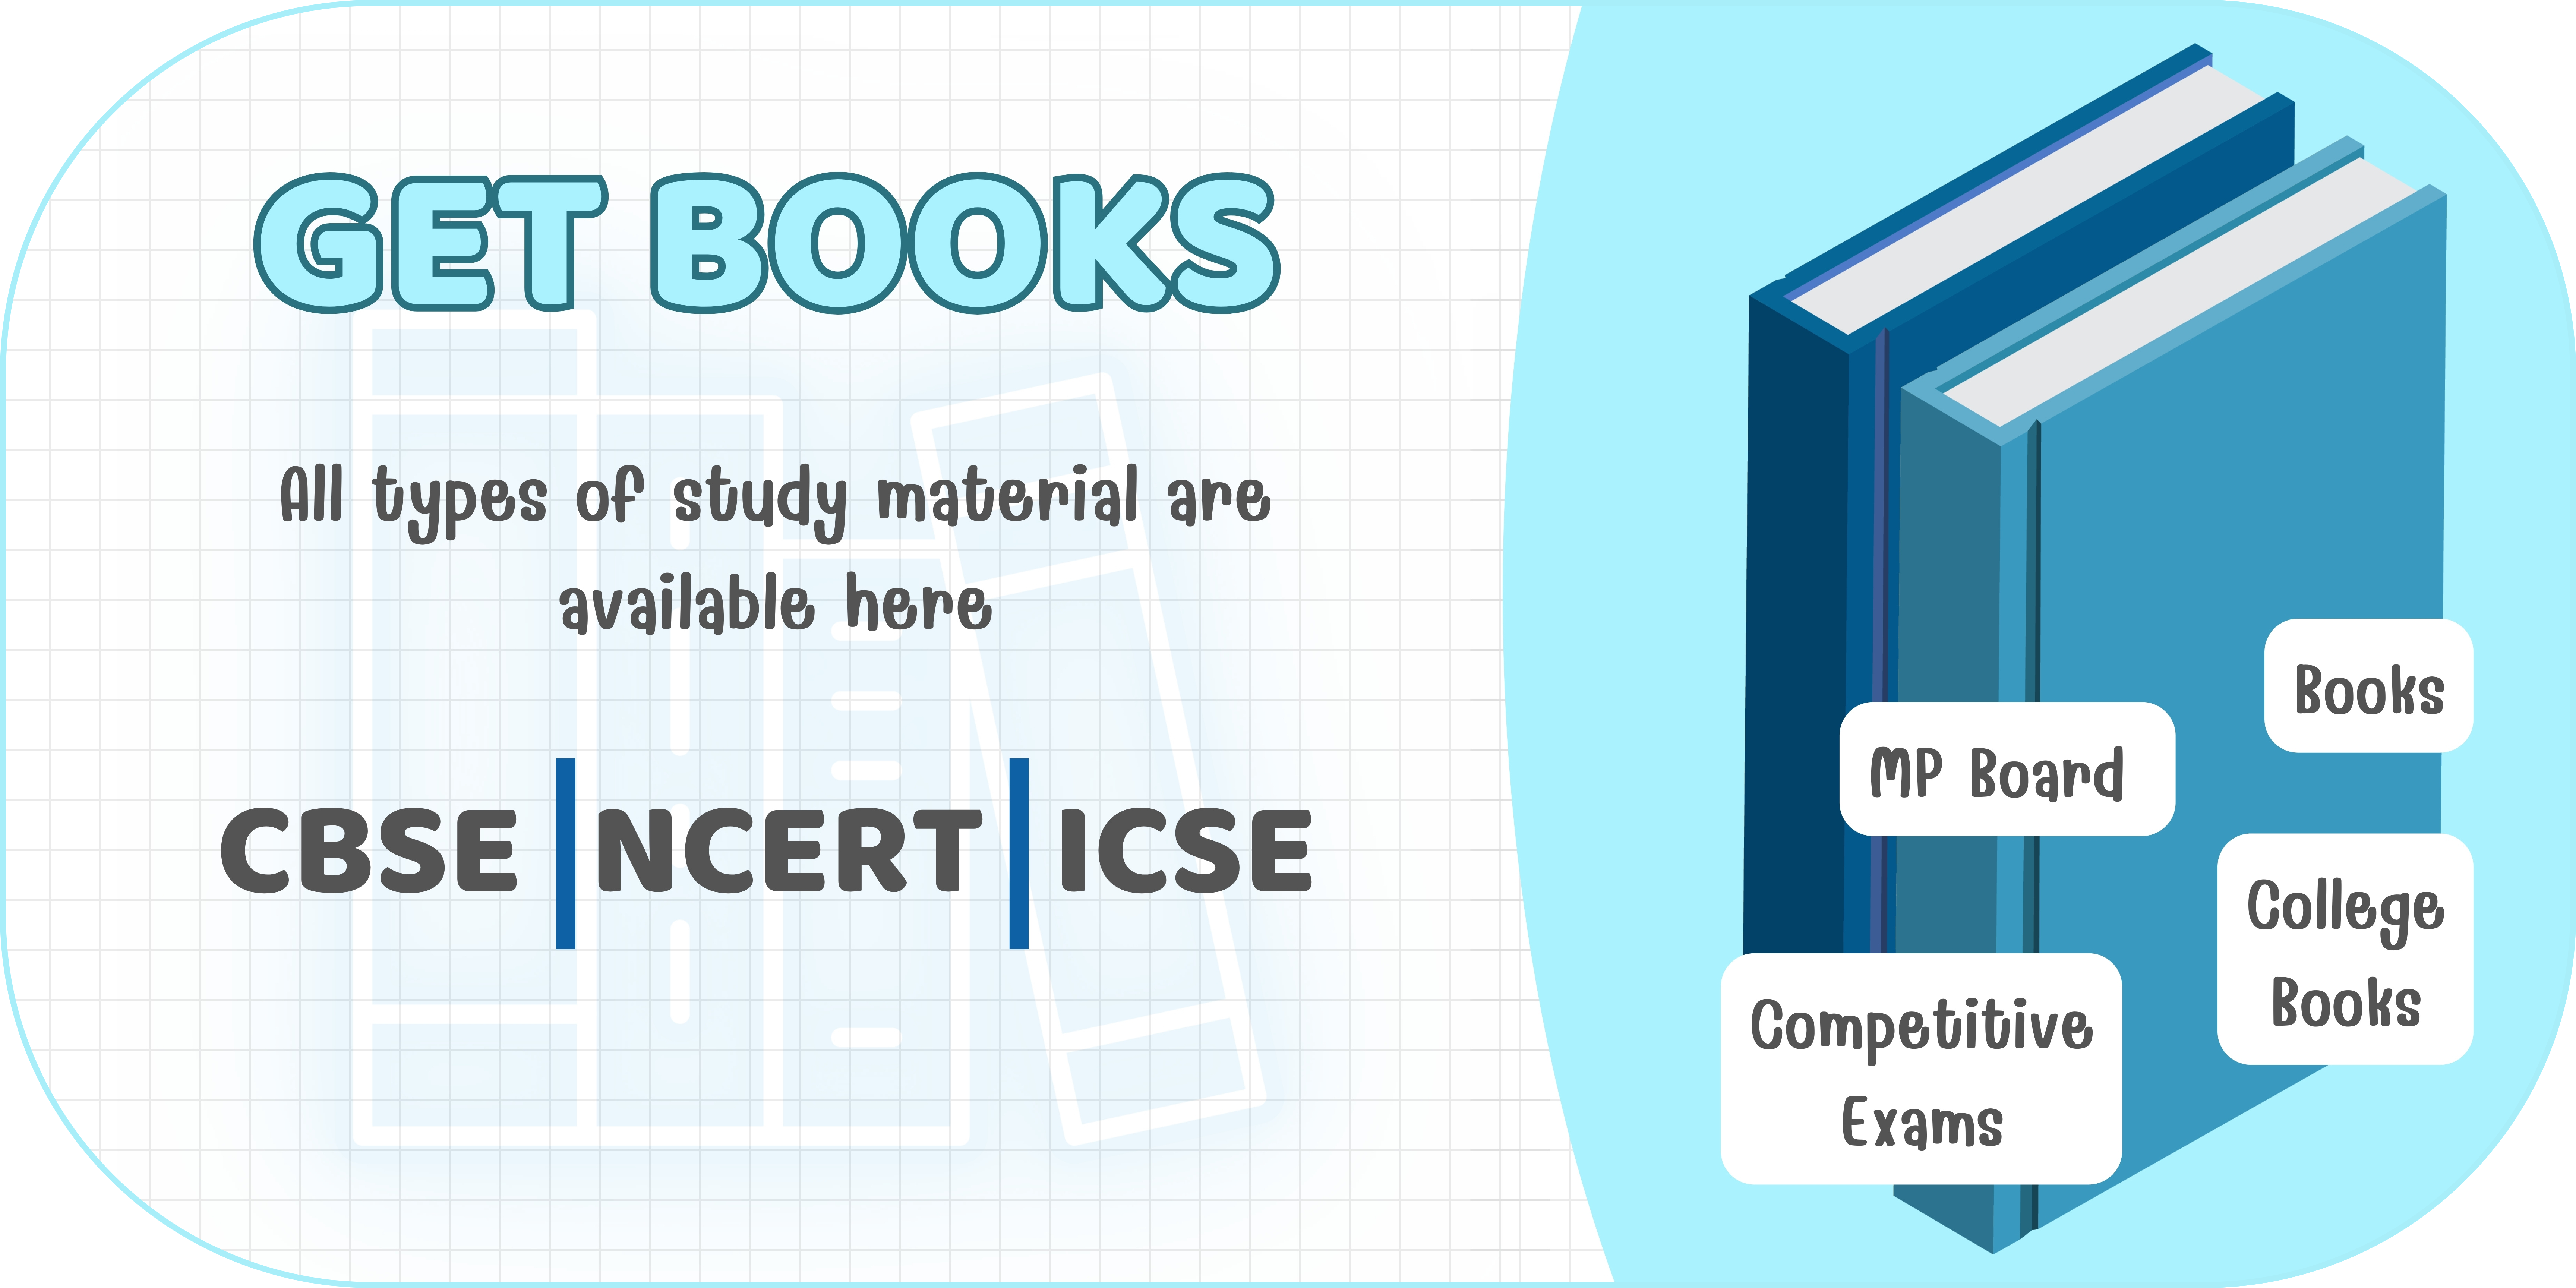 GET BOOKS
All types of study material are
available here
CBSE NCERT ICSE
Books
MP Board
College
Books
Competitive
Exams